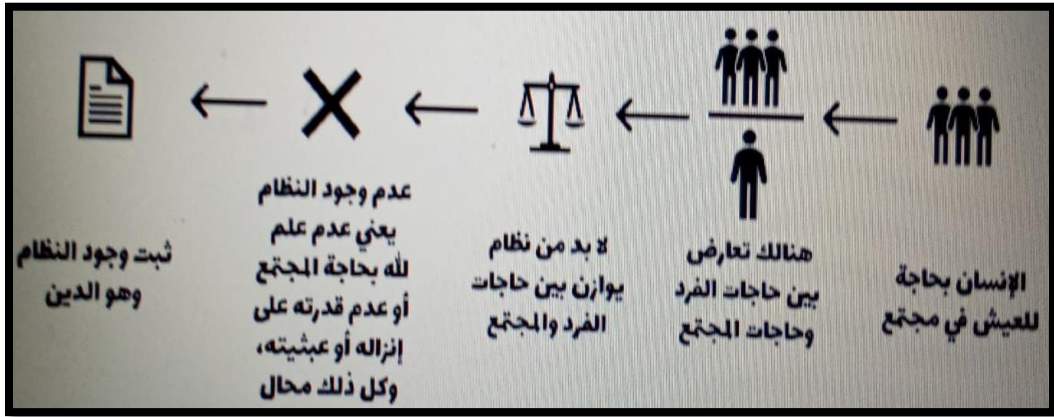 الإنسان بحاجة
للعيش في مجتمع
هنالك تعارض
بين حاجات الفرد
وحاجات المجتمع
لا بد من نظام
يوازن بين حاجات
الفرد والمجتمع
عدم وجود النظام
يعني عدم علم
لله بحاجة المجتمع
أو عدم قدرته على
إنزاله أو عبثيته،
وكل ذلك محال
ثبت وجود النظام
وهو الدين